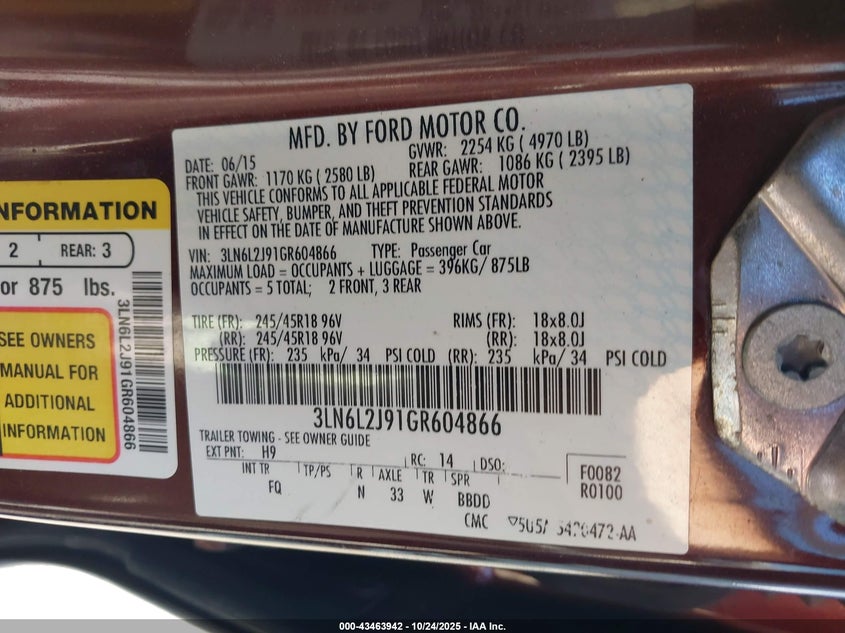 MFD. BY FORD MOTOR CO.
DATE: 06/15
GVWR: 2254 KG ( 4970 LB)
FRONT GAWR: 1170 KG ( 2580 LB)
REAR GAWR: 1086 KG ( 2395 LB)
THIS VEHICLE CONFORMS TO ALL APPLICABLE FEDERAL MOTOR
VEHICLE SAFETY, BUMPER, AND THEFT PREVENTION STANDARDS
IN EFFECT ON THE DATE OF MANUFACTURE SHOWN ABOVE.
VIN: 3LN6L2J91GR604866 TYPE: Passenger Car
MAXIMUM LOAD = OCCUPANTS + LUGGAGE = 396KG/ 875LB
OCCUPANTS = 5 TOTAL; 2 FRONT, 3 REAR
TIRE (FR): 245/45R18 96V RIMS (FR): 18x8.0J
(RR): 245/45R18 96V (RR): 18x8.0J
PRESSURE (FR): 235 kPa/ 34 PSI COLD (RR): 235 kPa/ 34 PSI COLD
3LN6L2J91GR604866
TRAILER TOWING - SEE OWNER GUIDE
EXT PNT: H9 RC: 14 DSO:
INT TR TP/PS R AXLE TR SPR
FQ N 33 W BBDD
CMC
F0082
R0100
NFORMATION
2 REAR: 3
or 875 lbs.
SEE OWNERS
MANUAL FOR
ADDITIONAL
INFORMATION
3LN6L2J91GR604866
000-43463942 - 10/24/2025 - IAA Inc.